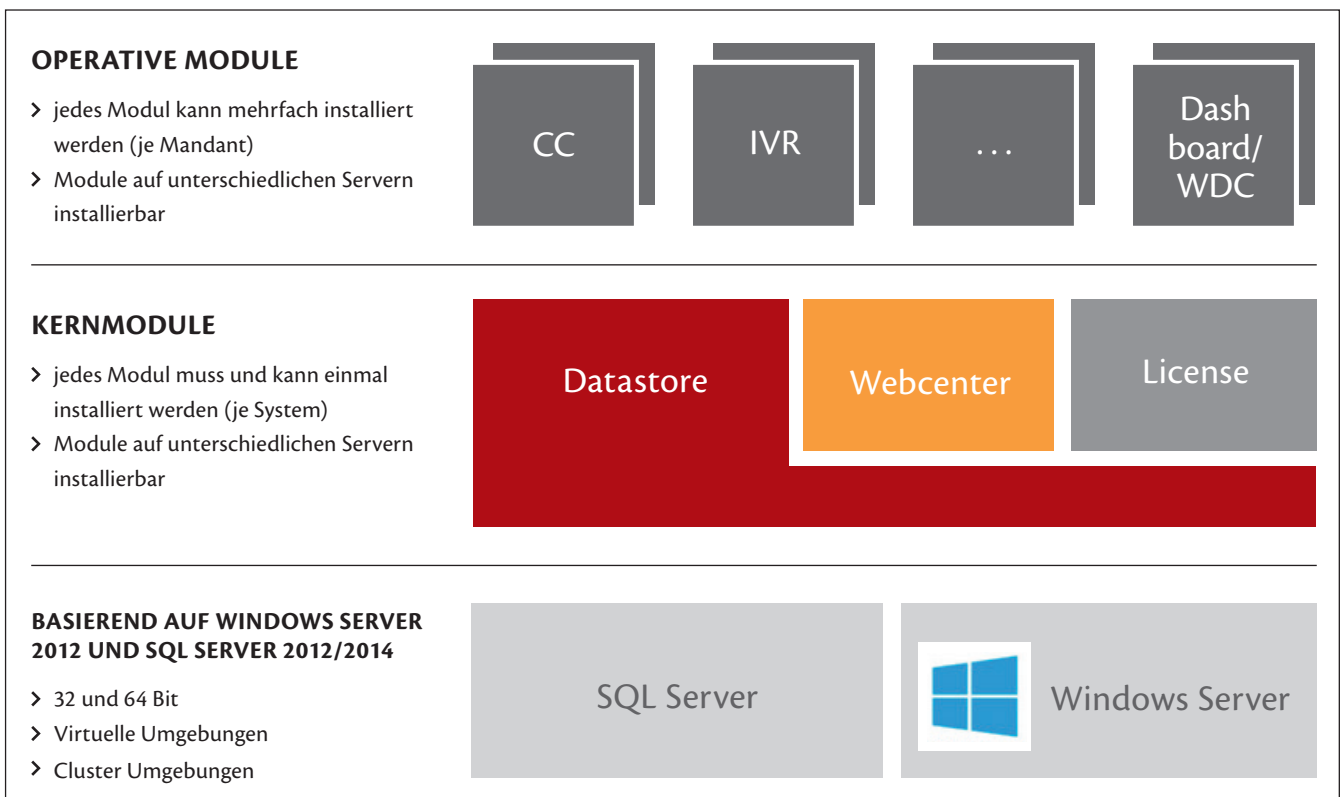 OPERATIVE MODULE
> jedes Modul kann mehrfach installiert
werden (je Mandant)
> Module auf unterschiedlichen Servern
installierbar
CC
IVR
...
Dash
board/
WDC
KERNMODULE
> jedes Modul muss und kann einmal
installiert werden (je System)
> Module auf unterschiedlichen Servern
installierbar
Datastore
Webcenter
License
BASIEREND AUF WINDOWS SERVER
2012 UND SQL SERVER 2012/2014
> 32 und 64 Bit
> Virtuelle Umgebungen
> Cluster Umgebungen
SQL Server
Windows Server